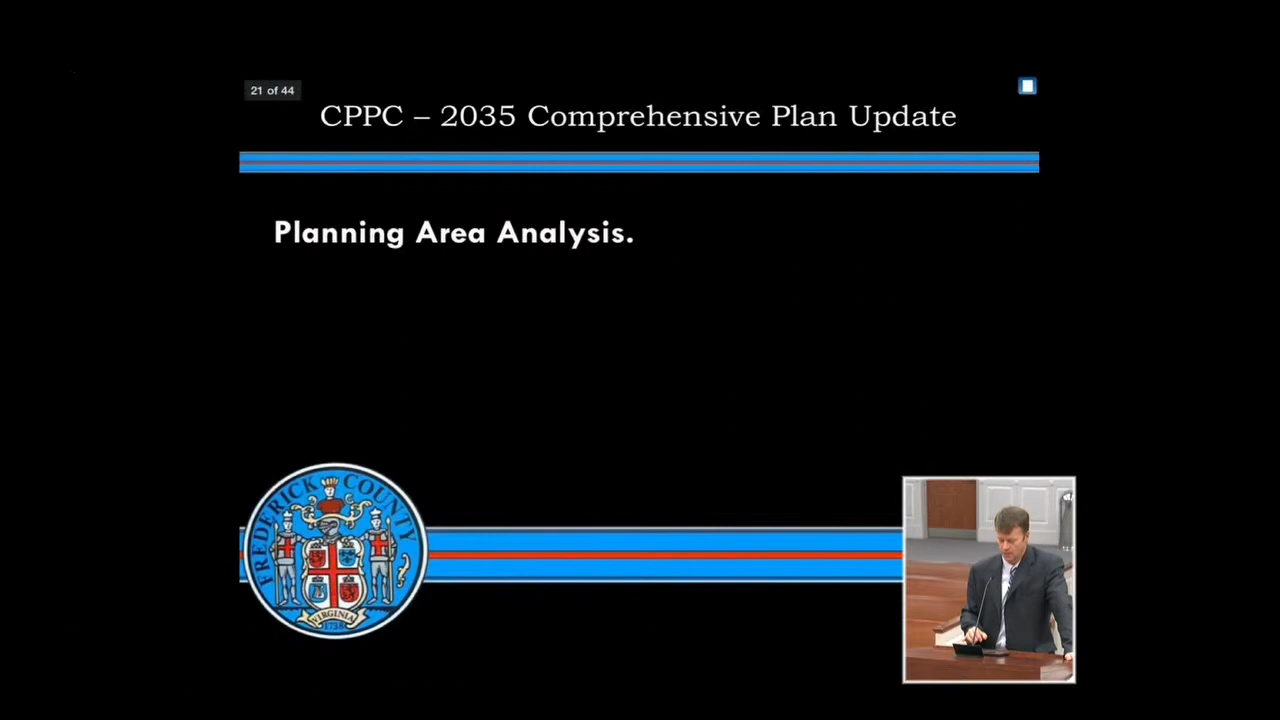 21 of 44
CPPC – 2035 Comprehensive Plan Update
Planning Area Analysis.
FREDERICK COUNTY
VIRGINIA